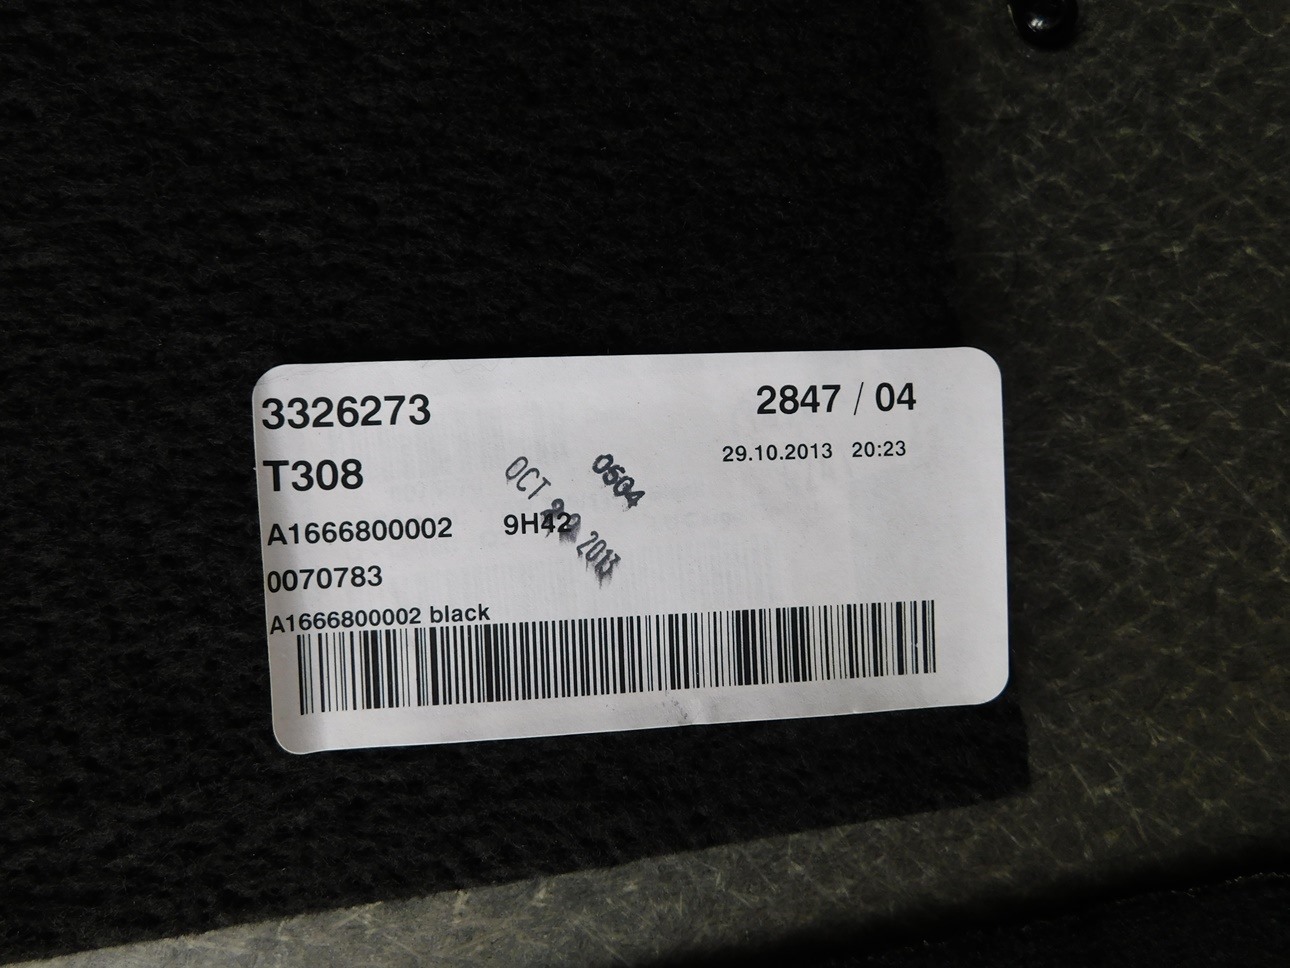 3326273
2847 / 04
29.10.2013 20:23
T308
OCT 2013
0504
A1666800002 9H42
0070783
A1666800002 black